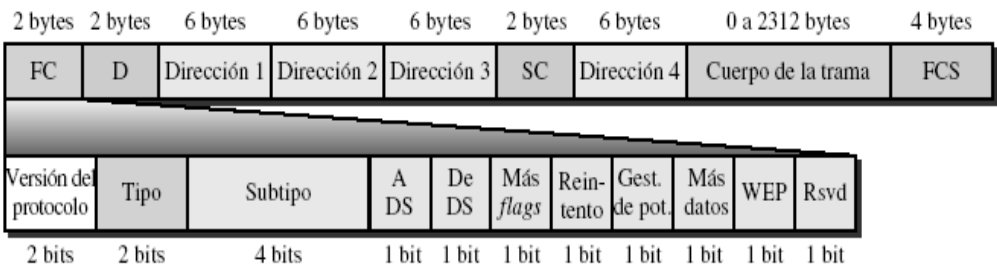 2 bytes 2 bytes 6 bytes 6 bytes 6 bytes 2 bytes 6 bytes 0 a 2312 bytes 4 bytes
FC D Dirección 1 Dirección 2 Dirección 3 SC Dirección 4 Cuerpo de la trama FCS
Versión del protocolo Tipo Subtipo A DS De DS Más flags Rein-tento Gest. de pot. Más datos WEP Rsvd
2 bits 2 bits 4 bits 1 bit 1 bit 1 bit 1 bit 1 bit 1 bit 1 bit 1 bit